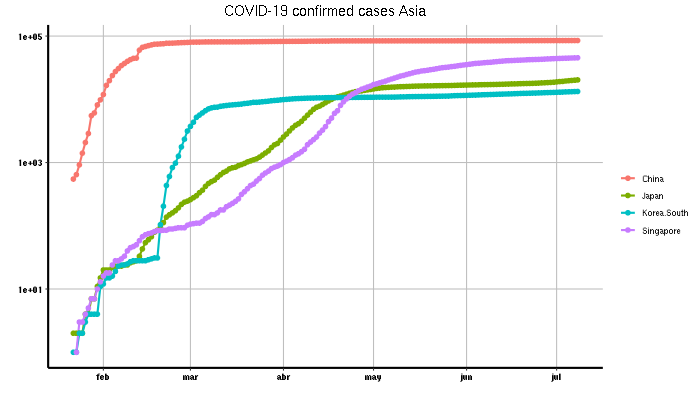 COVID-19 confirmed cases Asia
1e+05
1e+03
1e+01
feb mar abr may jun jul
China
Japan
Korea.South
Singapore